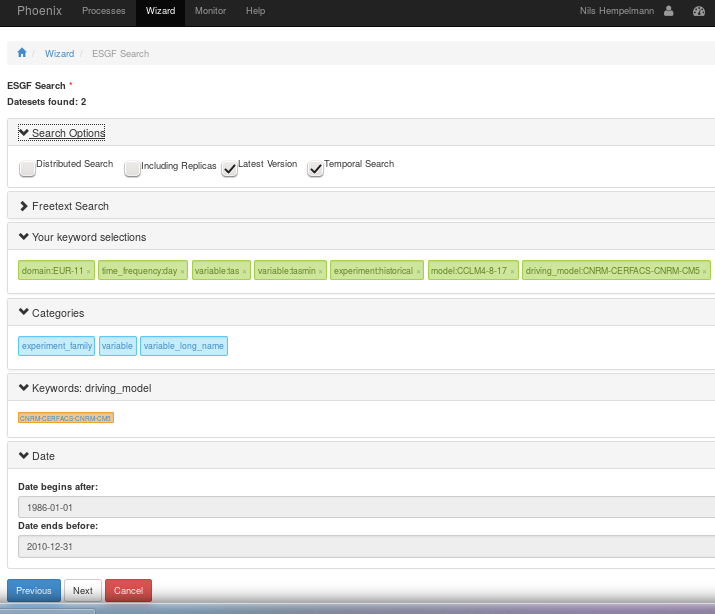 Phoenix Processes Wizard Monitor Help Nils Hempelmann
Wizard / ESGF Search
ESGF Search *
Datesets found: 2
Search Options
Distributed Search Including Replicas Latest Version Temporal Search
Freetext Search
Your keyword selections
domain:EUR-11 × time_frequency:day × variable:tas × variable:tasmin × experiment:historical × model:CCLM4-8-17 × driving_model:CNRM-CERFACS-CNRM-CM5 ×
Categories
experiment_family variable variable_long_name
Keywords: driving_model
CNRM-CERFACS-CNRM-CM5
Date
Date begins after:
1986-01-01
Date ends before:
2010-12-31
Previous Next Cancel